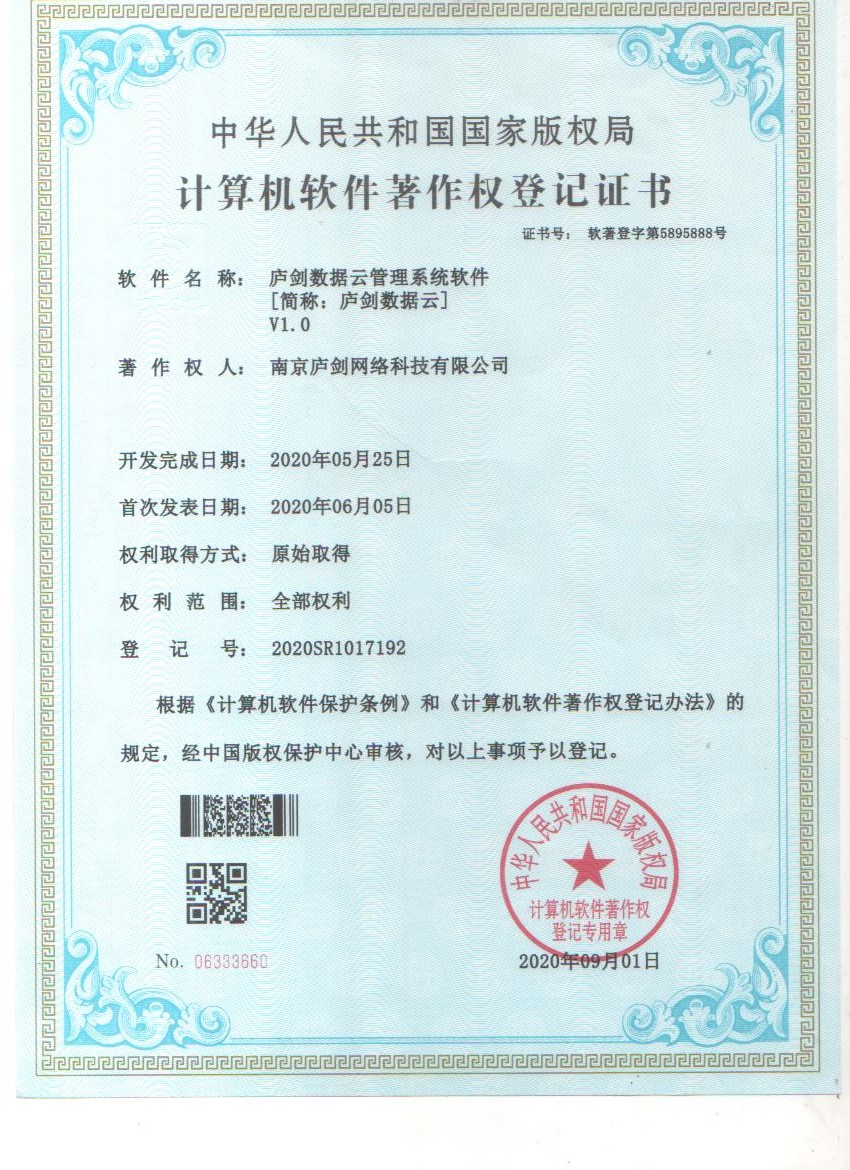 中华人民共和国国家版权局
计算机软件著作权登记证书
证书号： 软著登字第5895888号
软件名称： 庐剑数据云管理系统软件
[简称：庐剑数据云]
V1.0
著作权人： 南京庐剑网络科技有限公司
开发完成日期： 2020年05月25日
首次发表日期： 2020年06月05日
权利取得方式： 原始取得
权利范围： 全部权利
登记号： 2020SR1017192
根据《计算机软件保护条例》和《计算机软件著作权登记办法》的
规定，经中国版权保护中心审核，对以上事项予以登记。
中华人民共和国国家版权局
计算机软件著作权
登记专用章
No. 06333660
2020年09月01日